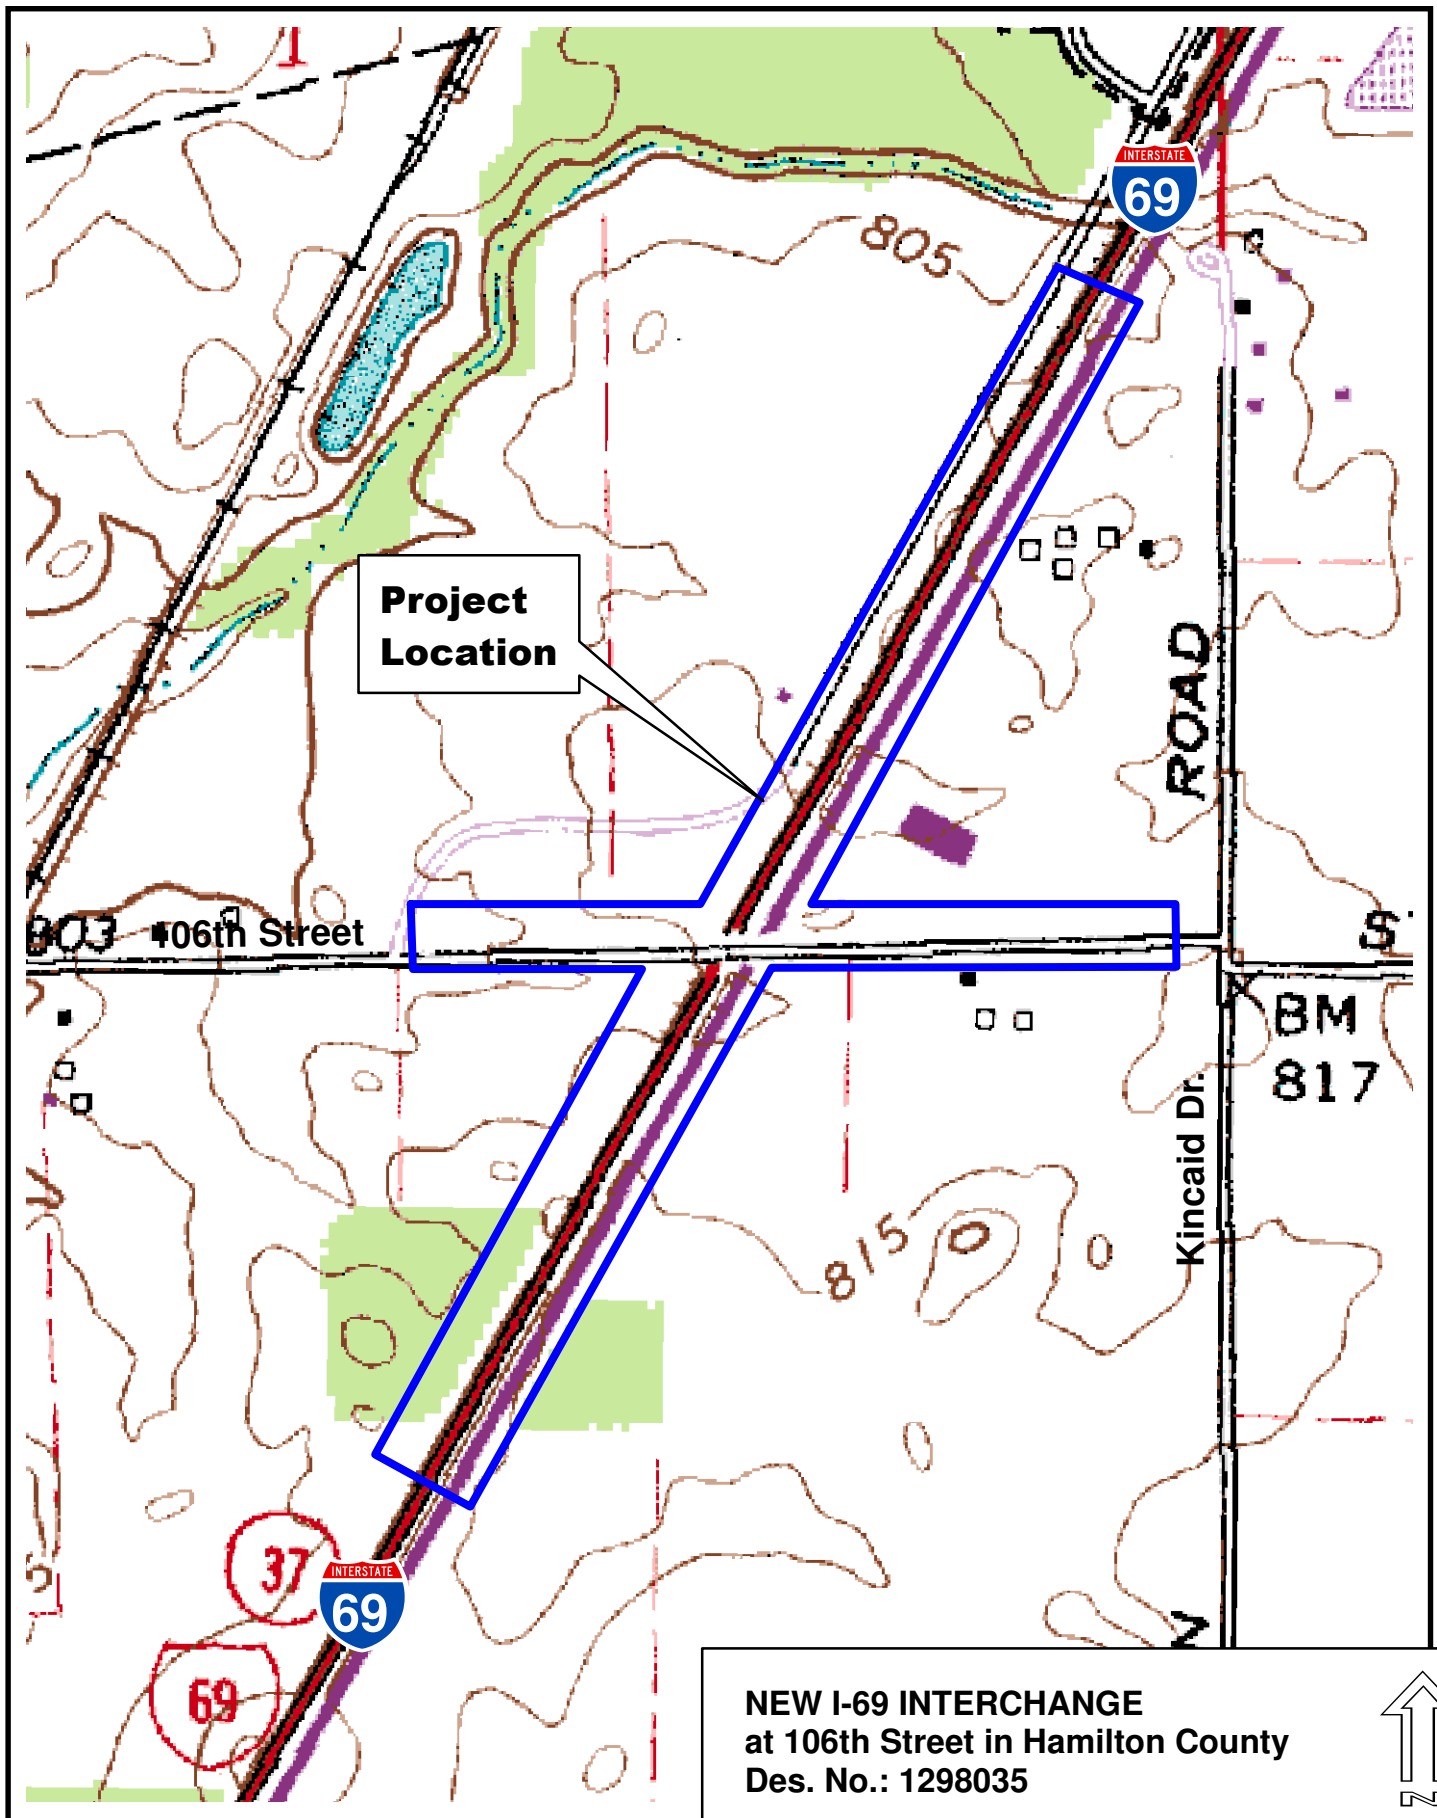 1
INTERSTATE
69
805
Project
Location
ROAD
803
106th Street
S
BM
817
Kincaid Dr.
815
37
INTERSTATE
69
69
N
NEW I-69 INTERCHANGE
at 106th Street in Hamilton County
Des. No.: 1298035
N